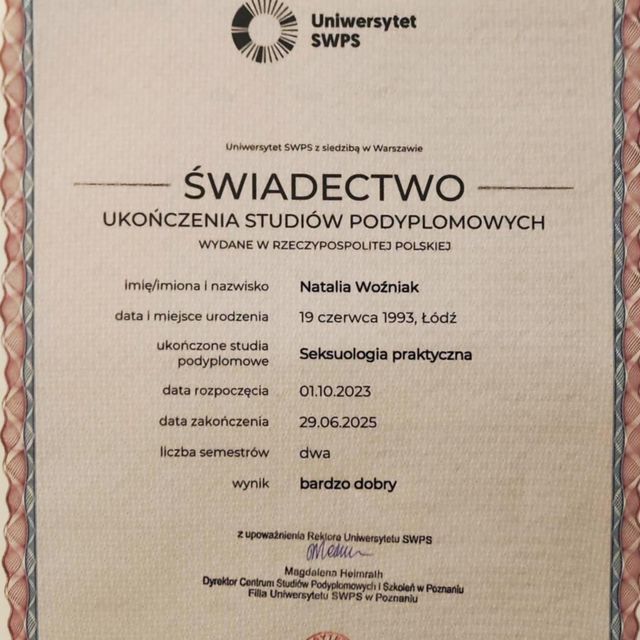 Uniwersytet
SWPS
Uniwersytet SWPS z siedzibą w Warszawie
ŚWIADECTWO
UKOŃCZENIA STUDIÓW PODYPLOMOWYCH
WYDANE W RZECZYPOSPOLITEJ POLSKIEJ
imię/imiona i nazwisko Natalia Woźniak
data i miejsce urodzenia 19 czerwca 1993, Łódź
ukończone studia
podyplomowe Seksuologia praktyczna
data rozpoczęcia 01.10.2023
data zakończenia 29.06.2025
liczba semestrów dwa
wynik bardzo dobry
z upoważnienia Rektora Uniwersytetu SWPS
Magdalena Heimrath
Dyrektor Centrum Studiów Podyplomowych i Szkoleń w Poznaniu
Filia Uniwersytetu SWPS w Poznaniu